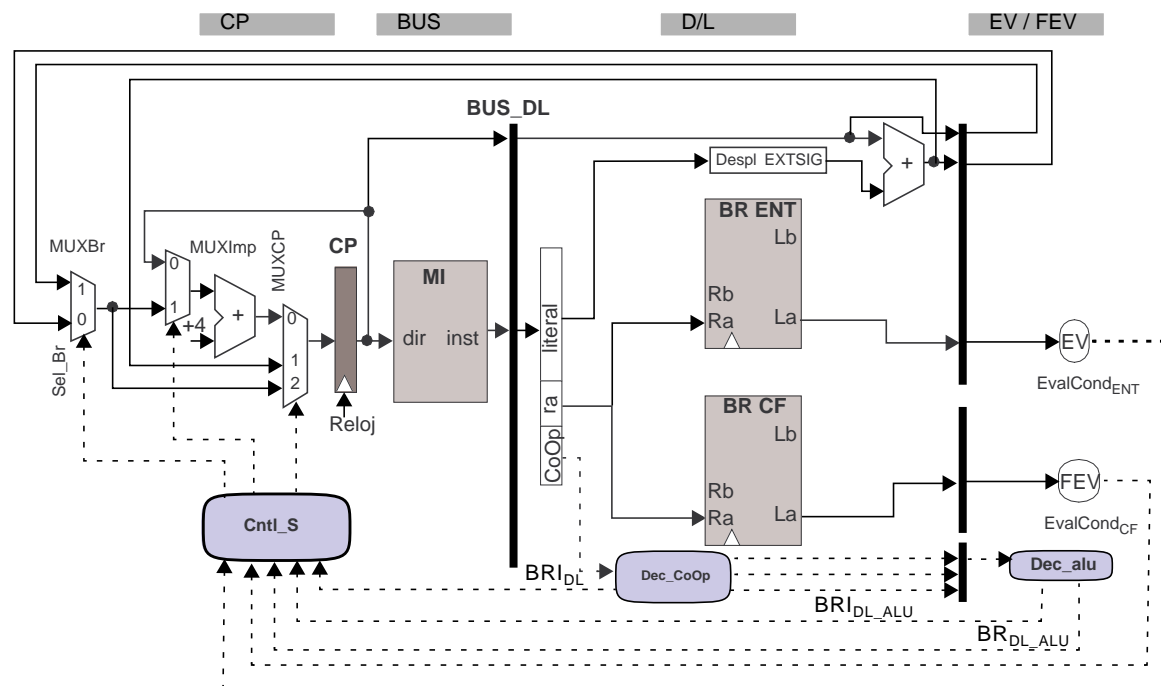 CP
BUS
D/L
EV / FEV
BUS_DL
Despl EXTSIG
+
BR ENT
Lb
Rb
Ra
La
MUXBr
MUXImp
MUXCP
CP
MI
dir
inst
0
1
+4
+
0
1
2
1
0
Sel_Br
Reloj
literal
ra
CoOp
EV
EvalCondENT
BR CF
Lb
Rb
Ra
La
FEV
EvalCondCF
Cntl_S
BRIDL
Dec_CoOp
Dec_alu
BRIDL_ALU
BRDL_ALU